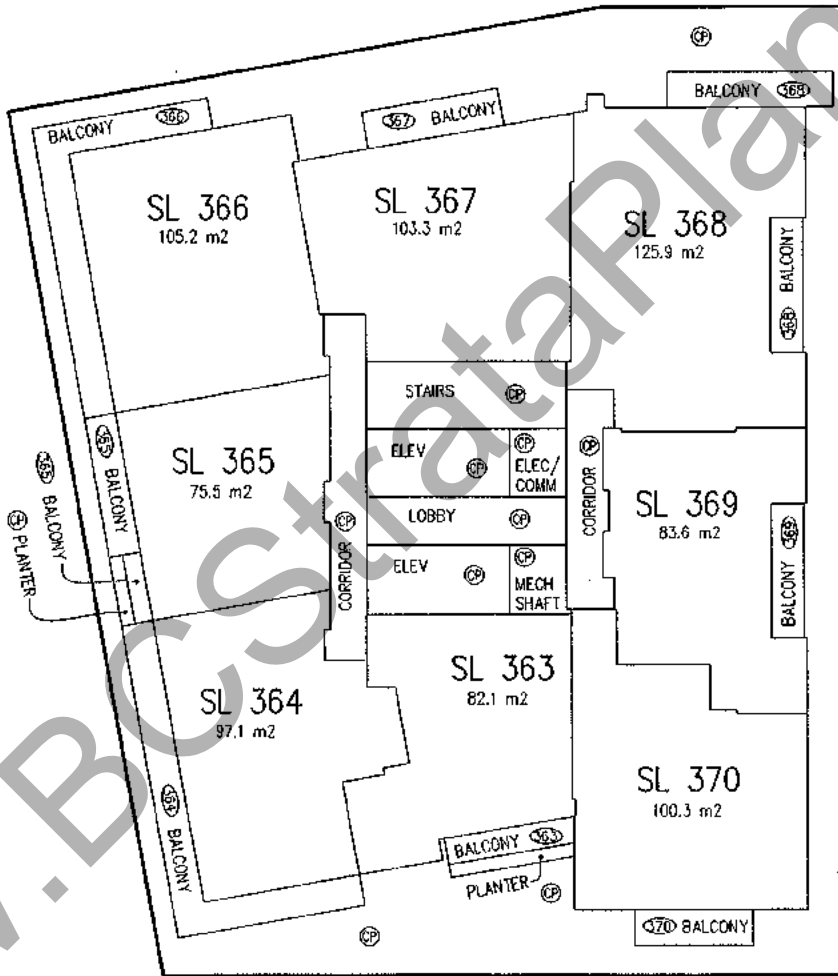 CP
BALCONY 368
BALCONY 366
367 BALCONY
SL 366
105.2 m2
SL 367
103.3 m2
SL 368
125.9 m2
BALCONY 368
STAIRS CP
365 BALCONY
365 BALCONY
CP PLANTER
SL 365
75.5 m2
CP
CORRIDOR
ELEV CP
CP
ELEC/
COMM
LOBBY CP
ELEV CP
CP
MECH
SHAFT
CORRIDOR CP
SL 369
83.6 m2
BALCONY 369
SL 364
97.1 m2
364 BALCONY
SL 363
82.1 m2
BALCONY 363
PLANTER CP
SL 370
100.3 m2
370 BALCONY
CP
.BCStrataPlan